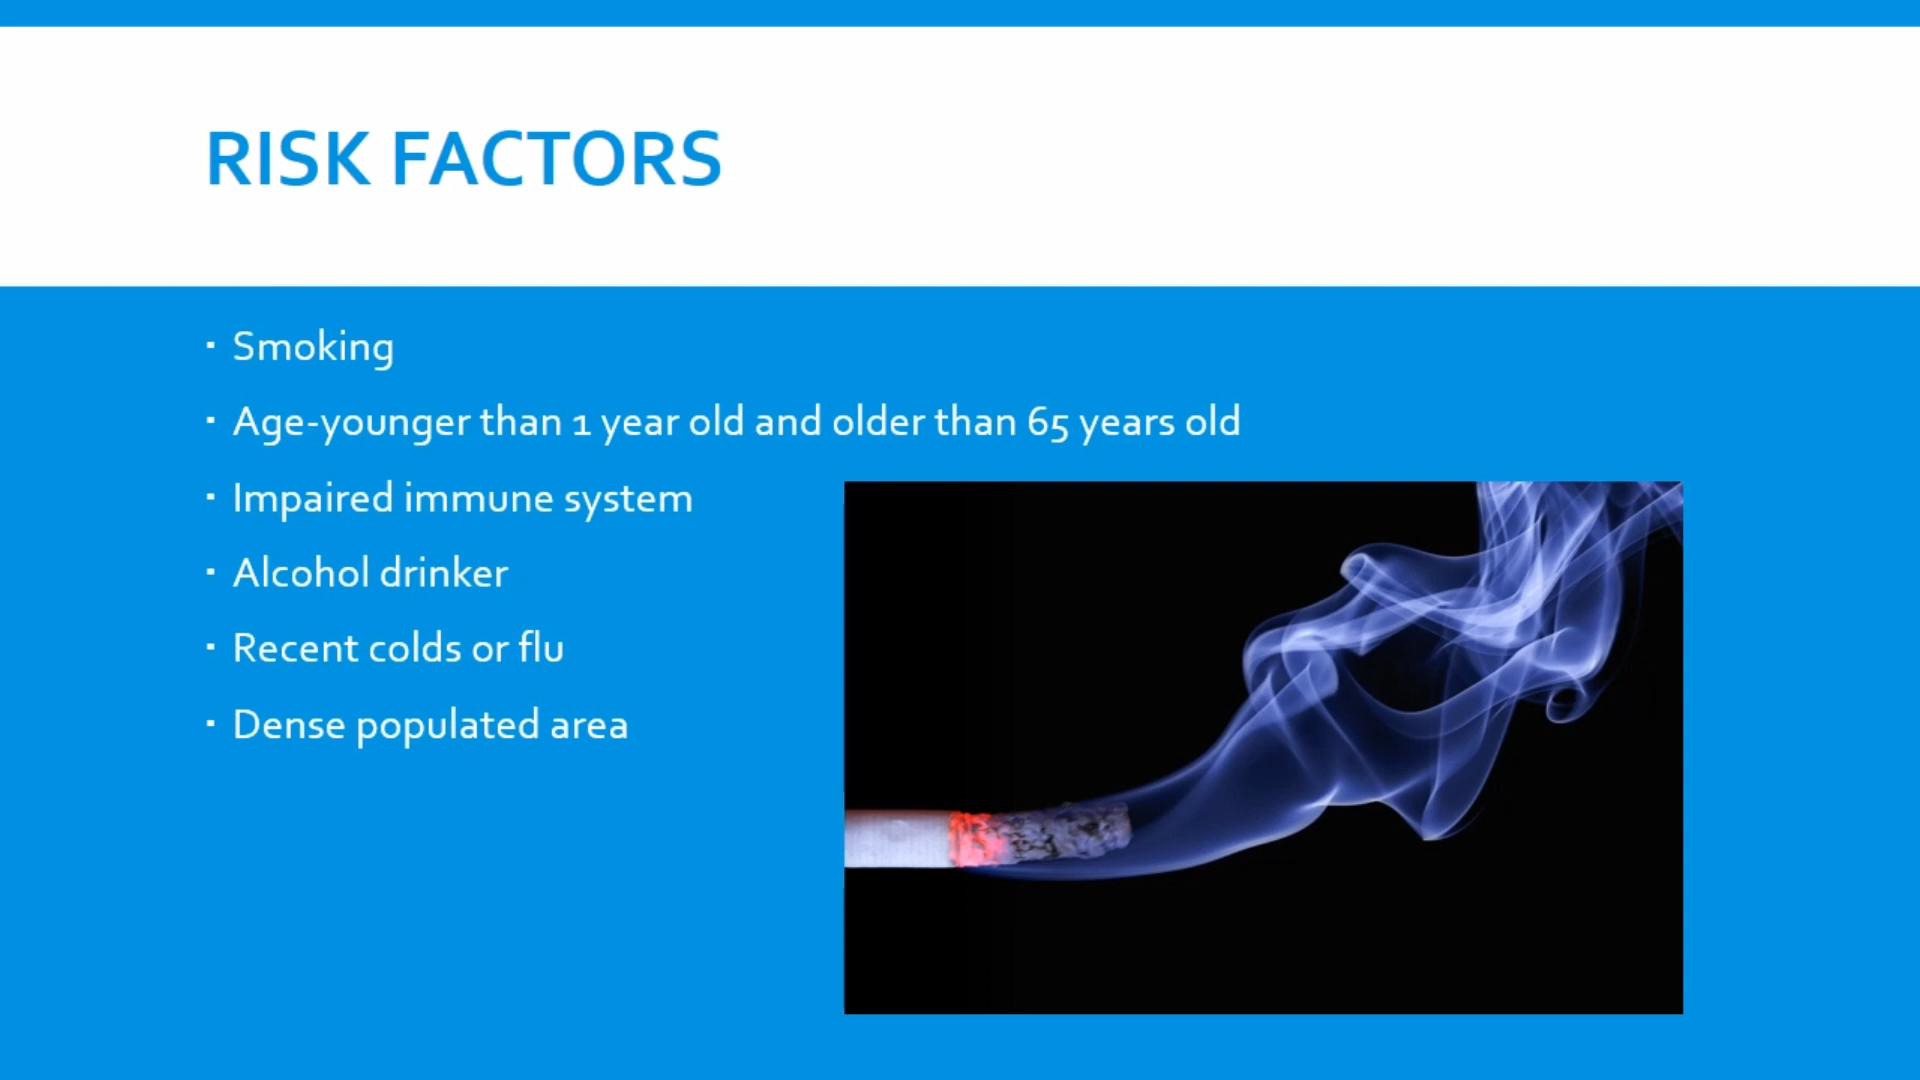 RISK FACTORS
▪ Smoking
▪ Age-younger than 1 year old and older than 65 years old
▪ Impaired immune system
▪ Alcohol drinker
▪ Recent colds or flu
▪ Dense populated area